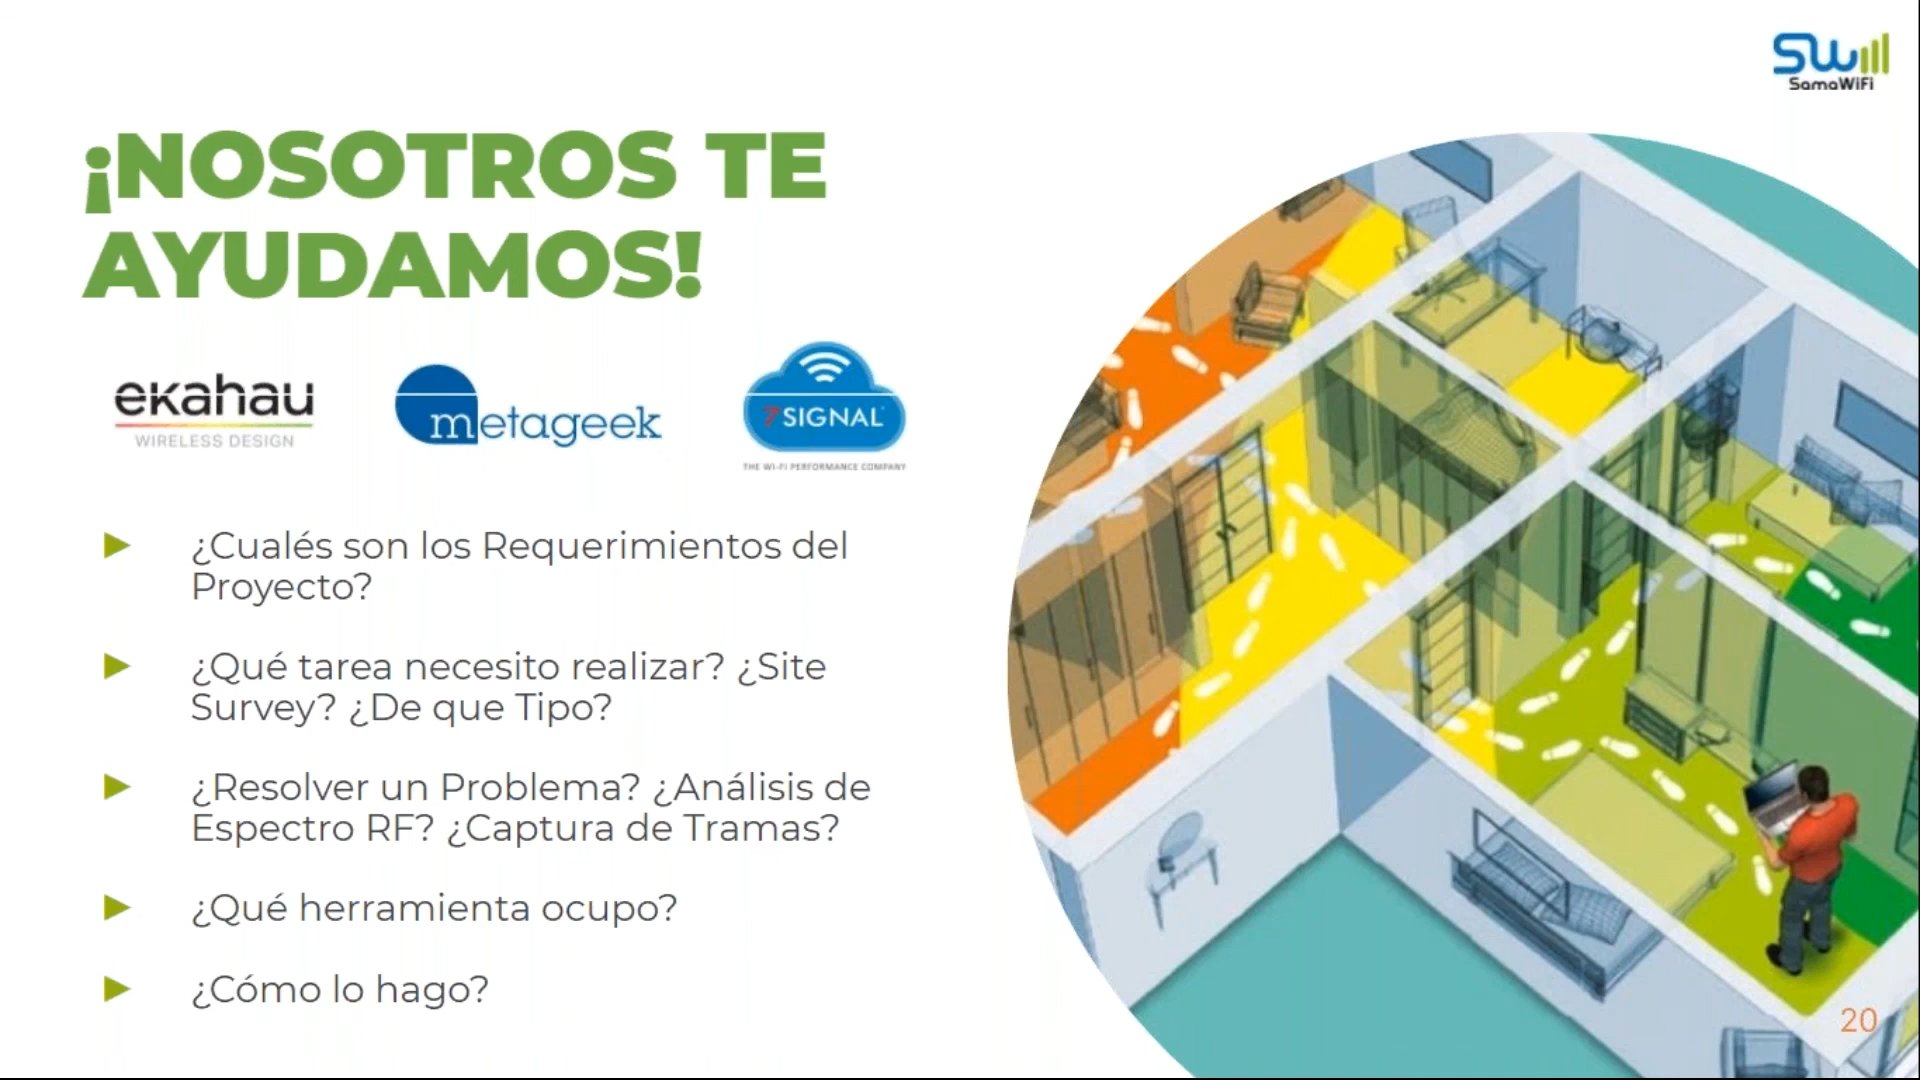 SW
SamaWiFi
¡NOSOTROS TE
AYUDAMOS!
ekahau
WIRELESS DESIGN
metageek
7SIGNAL
THE WI-FI PERFORMANCE COMPANY
¿Cualés son los Requerimientos del
Proyecto?
¿Qué tarea necesito realizar? ¿Site
Survey? ¿De que Tipo?
¿Resolver un Problema? ¿Análisis de
Espectro RF? ¿Captura de Tramas?
¿Qué herramienta ocupo?
¿Cómo lo hago?
20